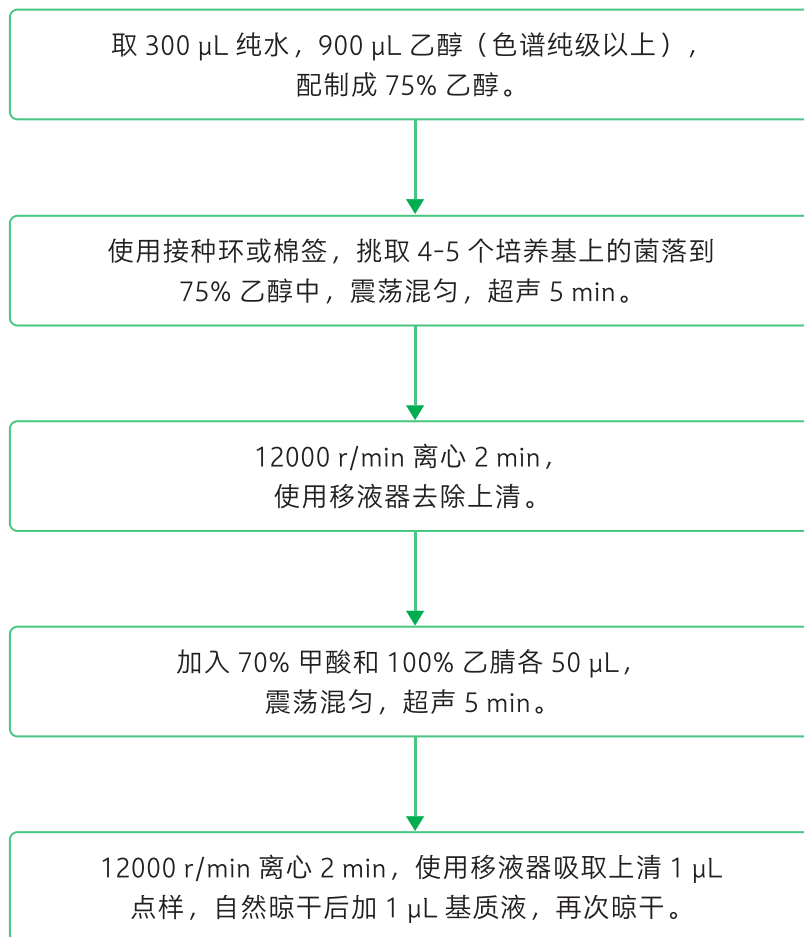 取 300 μL 纯水，900 μL 乙醇（色谱纯级以上），
配制成 75% 乙醇。
使用接种环或棉签，挑取 4-5 个培养基上的菌落到
75% 乙醇中，震荡混匀，超声 5 min。
12000 r/min 离心 2 min，
使用移液器去除上清。
加入 70% 甲酸和 100% 乙腈各 50 μL，
震荡混匀，超声 5 min。
12000 r/min 离心 2 min，使用移液器吸取上清 1 μL
点样，自然晾干后加 1 μL 基质液，再次晾干。